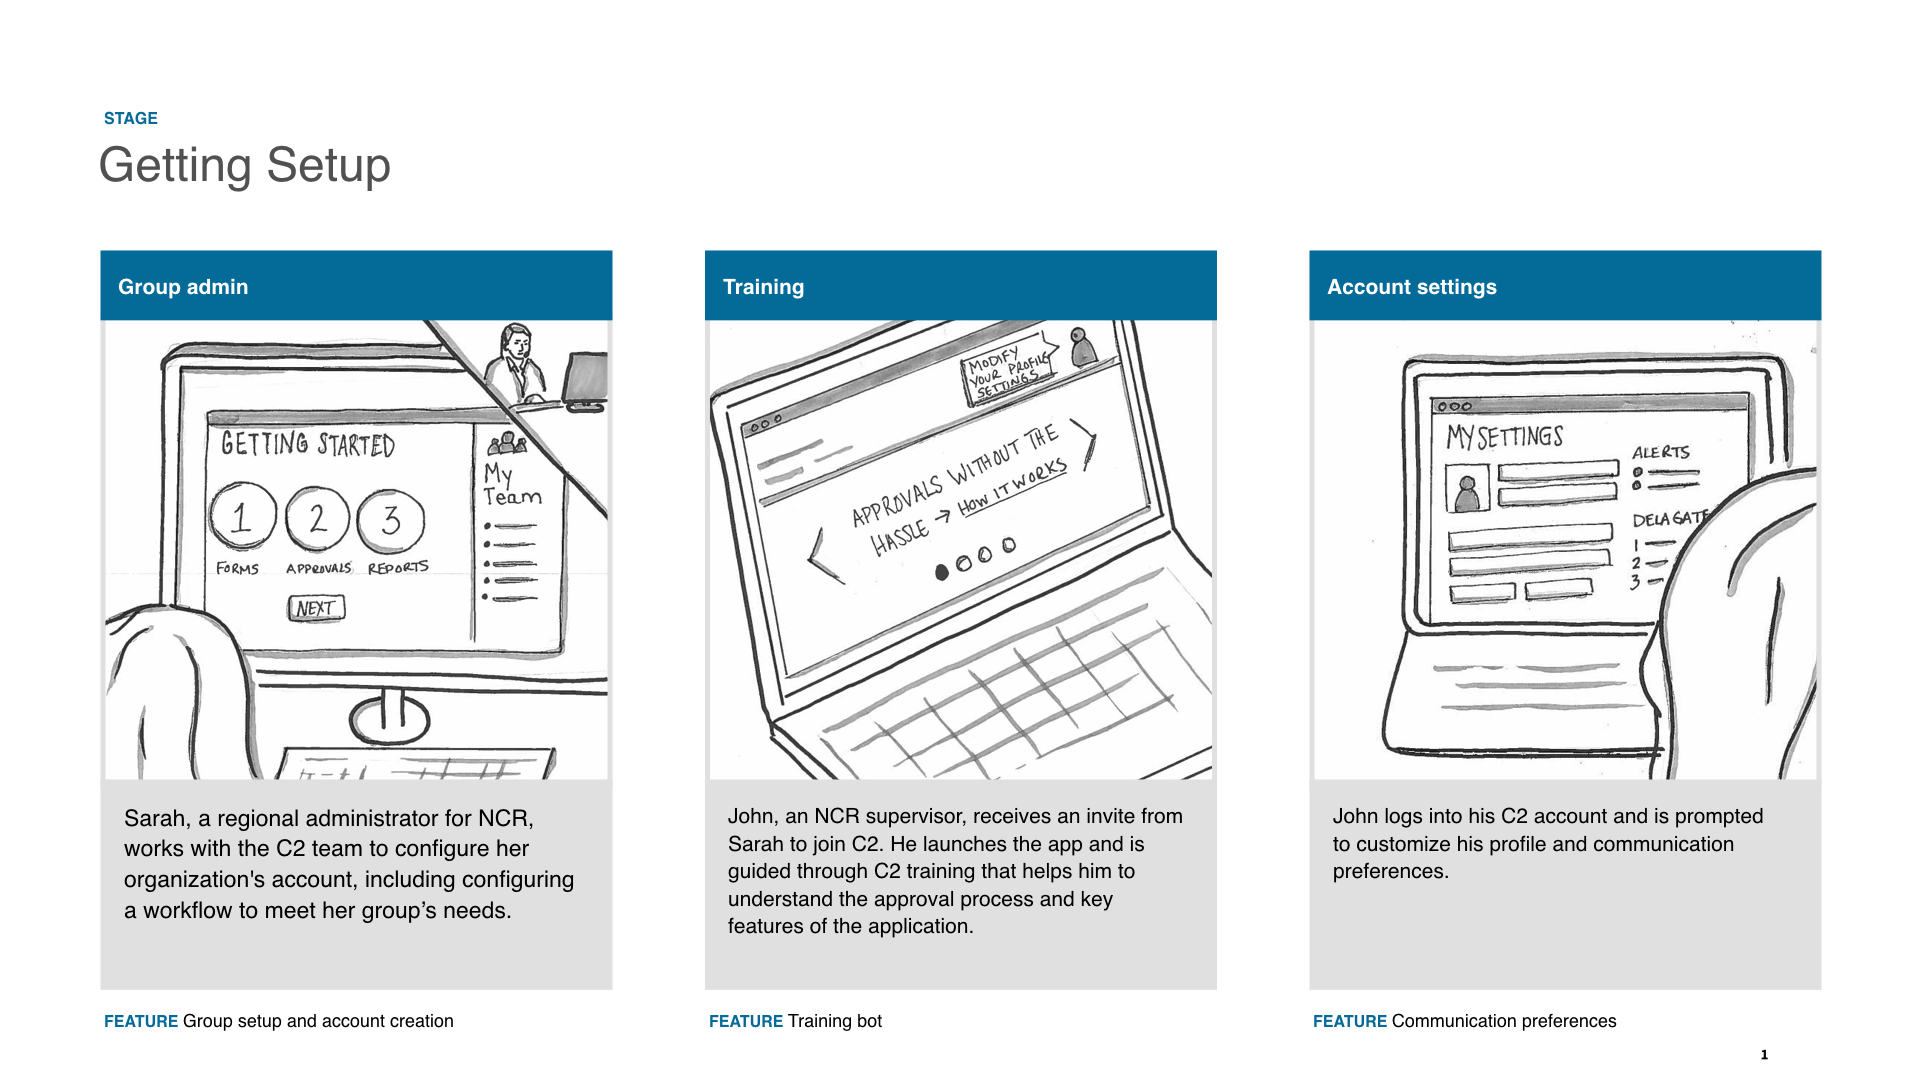 STAGE
Getting Setup
Group admin
GETTING STARTED
My
Team
1 2 3
FORMS APPROVALS REPORTS
NEXT
Sarah, a regional administrator for NCR,
works with the C2 team to configure her
organization's account, including configuring
a workflow to meet her group’s needs.
FEATURE Group setup and account creation
Training
MODIFY
YOUR PROFILE
SETTINGS
APPROVALS WITHOUT THE
HASSLE → HOW IT WORKS
John, an NCR supervisor, receives an invite from
Sarah to join C2. He launches the app and is
guided through C2 training that helps him to
understand the approval process and key
features of the application.
FEATURE Training bot
Account settings
MY SETTINGS
ALERTS
DELAGATE
1
2
3
John logs into his C2 account and is prompted
to customize his profile and communication
preferences.
FEATURE Communication preferences
1